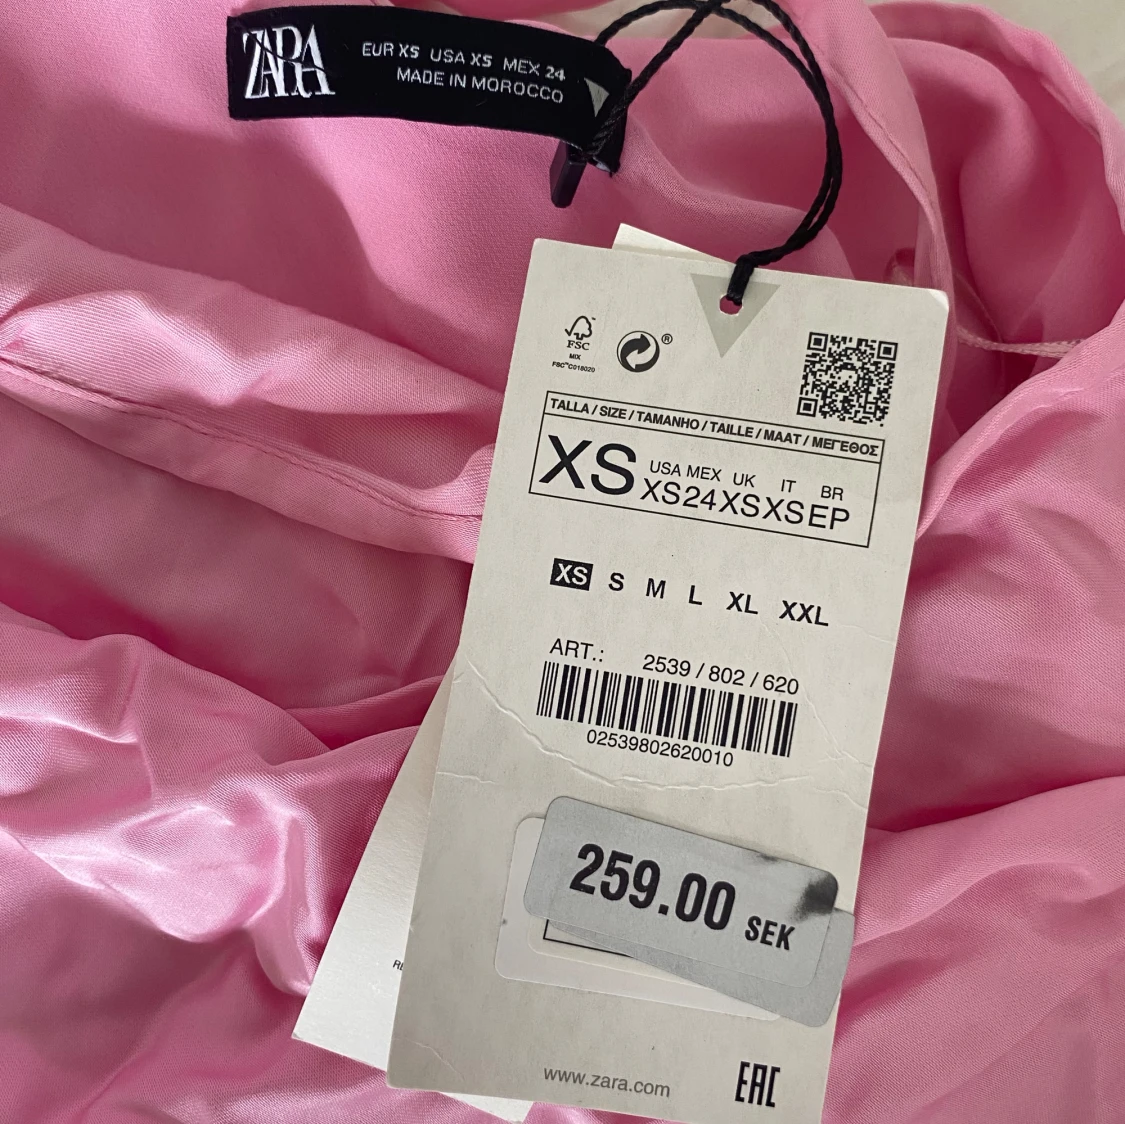 ZARA
EUR XS USA XS MEX 24
MADE IN MOROCCO
FSC™
MIX
FSC™C018020
®
TALLA / SIZE / TAMANHO / TAILLE / MAAT / ΜΕΓΕΘΟΣ
XS
USA MEX UK IT BR
XS 24 XS XS EP
XS S M L XL XXL
ART.: 2539 / 802 / 620
02539802620010
259.00 SEK
www.zara.com
EAC